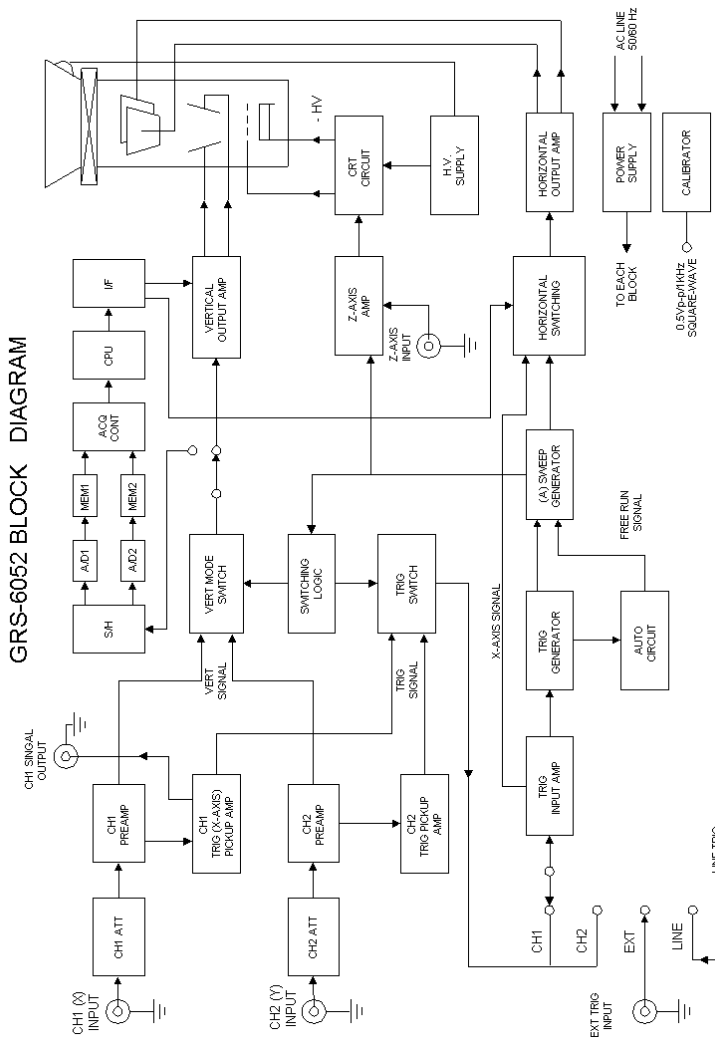 GRS-6052 BLOCK DIAGRAM
CH1 (X)
INPUT
CH1 ATT
CH1
PREAMP
CH1 SINGAL
OUTPUT
CH1
TRIG (X-AXIS)
PICKUP AMP
CH2 (Y)
INPUT
CH2 ATT
CH2
PREAMP
CH2
TRIG PICKUP
AMP
S/H
A/D1
A/D2
MEM1
MEM2
ACQ
CONT
CPU
I/F
VERT
SIGNAL
VERT MODE
SWITCH
VERTICAL
OUTPUT AMP
SWITCHING
LOGIC
TRIG
SIGNAL
TRIG
SWITCH
Z-AXIS
AMP
Z-AXIS
INPUT
CRT
CIRCUIT
- HV
H.V.
SUPPLY
CH1
CH2
EXT
LINE
EXT TRIG
INPUT
LINE TRIG
TRIG
INPUT AMP
X-AXIS SIGNAL
TRIG
GENERATOR
AUTO
CIRCUIT
FREE RUN
SIGNAL
(A) SWEEP
GENERATOR
HORIZONTAL
SWITCHING
HORIZONTAL
OUTPUT AMP
TO EACH
BLOCK
POWER
SUPPLY
AC LINE
50/60 Hz
0.5Vp-p/1KHz
SQUARE-WAVE
CALIBRATOR